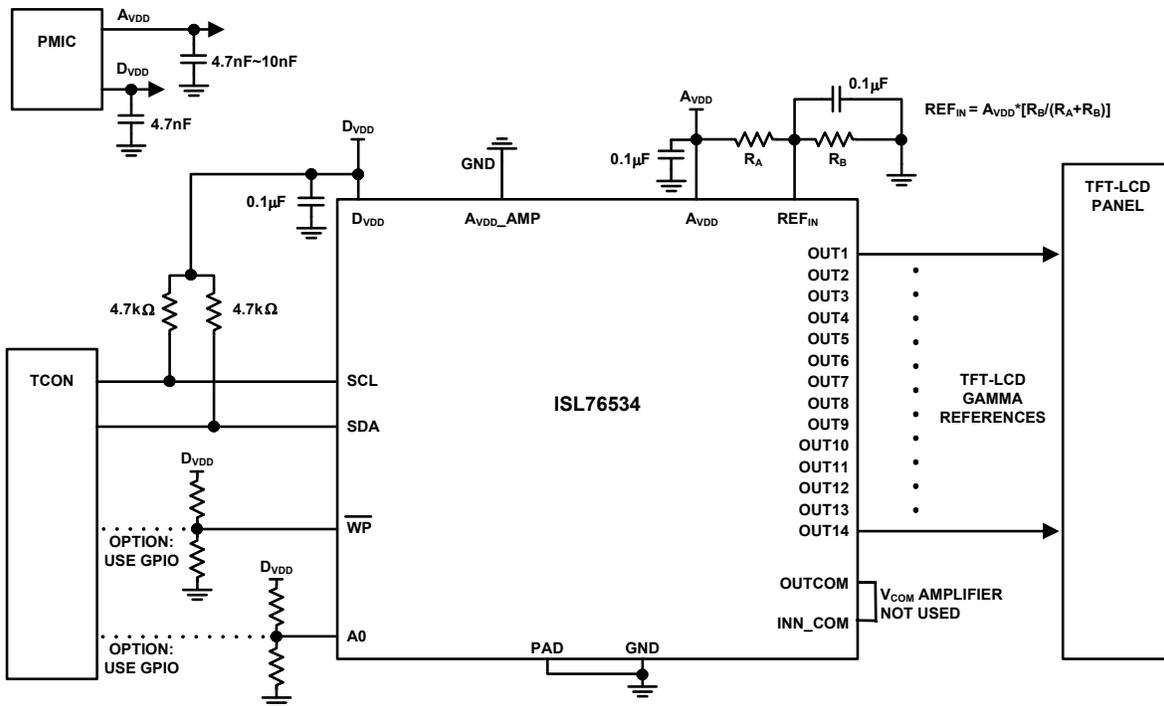 PMIC
AVDD
4.7nF~10nF
DVDD
4.7nF
DVDD
0.1µF
GND
AVDD
0.1µF
RA
RB
0.1µF
REFIN = AVDD*[RB/(RA+RB)]
DVDD
AVDD_AMP
AVDD
REFIN
4.7kΩ
4.7kΩ
TCON
SCL
SDA
DVDD
OPTION:
USE GPIO
WP
DVDD
OPTION:
USE GPIO
A0
ISL76534
PAD
GND
OUT1
OUT2
OUT3
OUT4
OUT5
OUT6
OUT7
OUT8
OUT9
OUT10
OUT11
OUT12
OUT13
OUT14
OUTCOM
INN_COM
VCOM AMPLIFIER
NOT USED
TFT-LCD
GAMMA
REFERENCES
TFT-LCD
PANEL